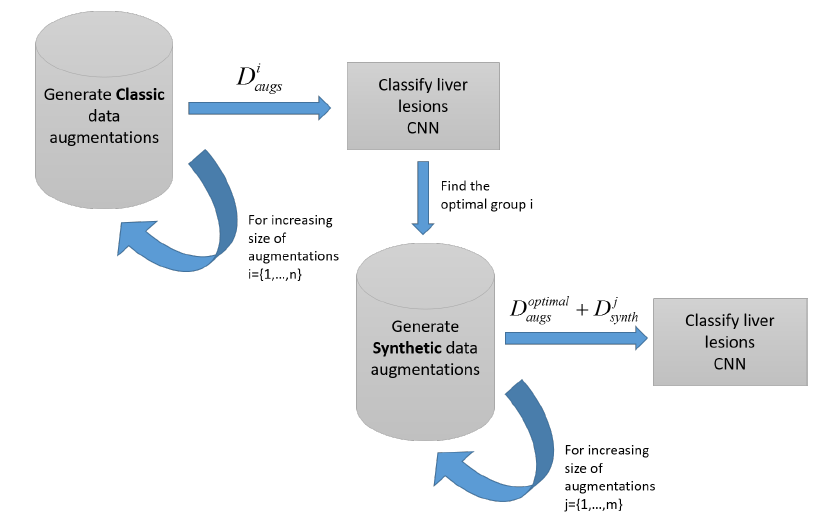 Generate Classic
data
augmentations
D^i_augs
Classify liver
lesions
CNN
For increasing
size of
augmentations
i={1,...,n}
Find the
optimal group i
Generate
Synthetic data
augmentations
D^optimal_augs + D^j_synth
Classify liver
lesions
CNN
For increasing
size of
augmentations
j={1,...,m}